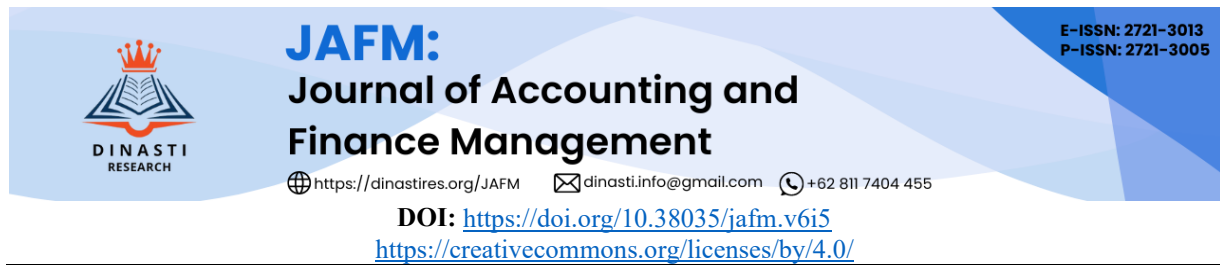 E-ISSN: 2721-3013
P-ISSN: 2721-3005
JAFM:
Journal of Accounting and
Finance Management
DINASTI
RESEARCH
https://dinastires.org/JAFM dinasti.info@gmail.com +62 811 7404 455
DOI: https://doi.org/10.38035/jafm.v6i5
https://creativecommons.org/licenses/by/4.0/